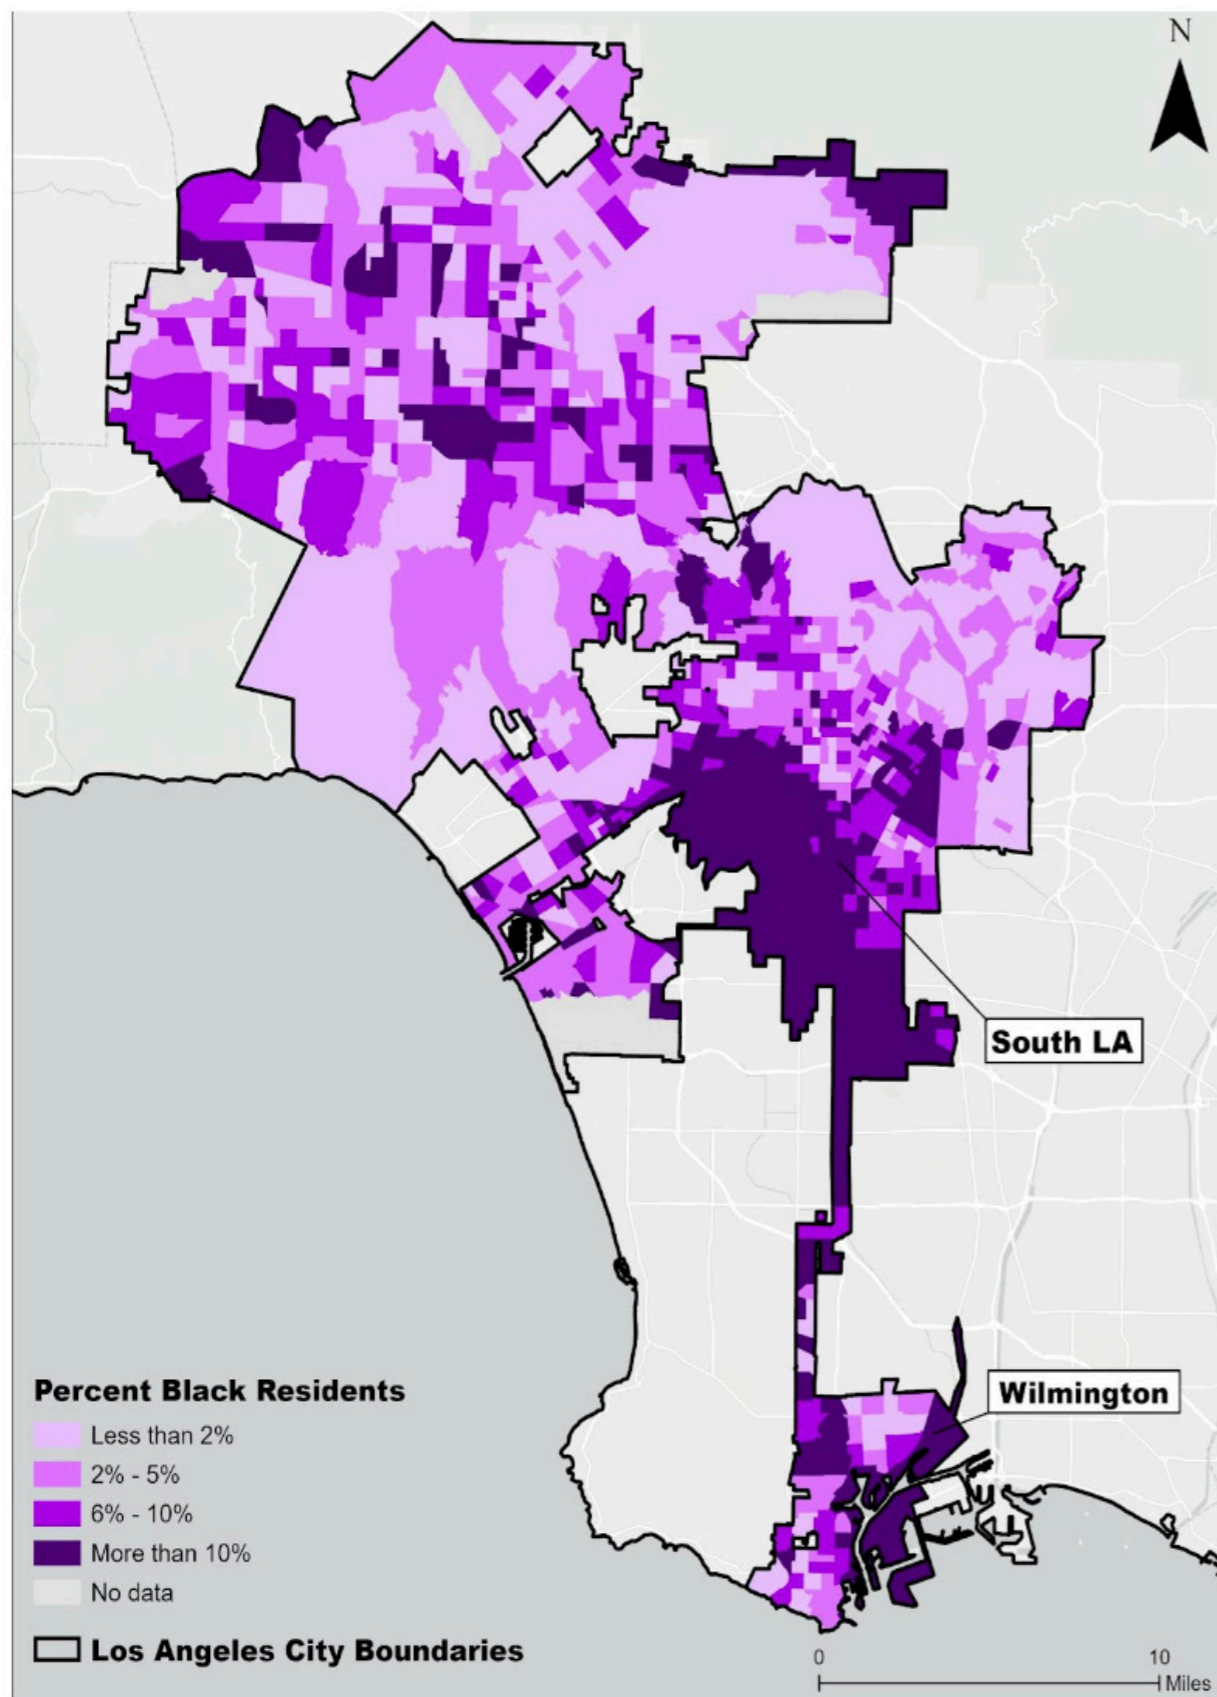 N
South LA
Wilmington
Percent Black Residents
Less than 2%
2% - 5%
6% - 10%
More than 10%
No data
Los Angeles City Boundaries
0 10
Miles